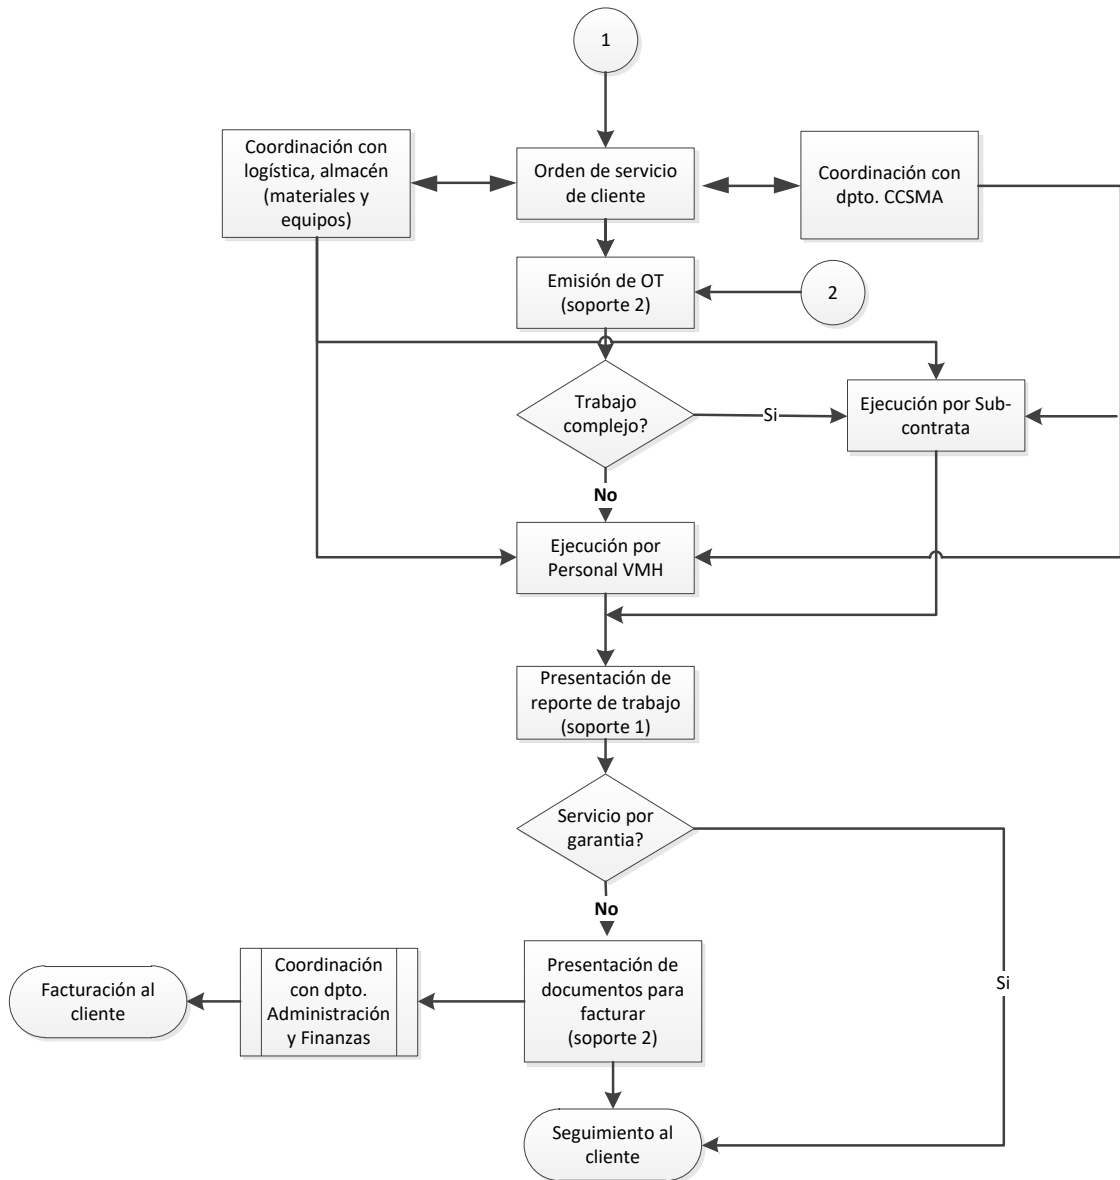 1
Coordinación con
logística, almacén
(materiales y
equipos)
Orden de servicio
de cliente
Coordinación con
dpto. CCSMA
Emisión de OT
(soporte 2)
2
Trabajo
complejo?
Si
Ejecución por Sub-
contrata
No
Ejecución por
Personal VMH
Presentación de
reporte de trabajo
(soporte 1)
Servicio por
garantia?
No
Si
Facturación al
cliente
Coordinación
con dpto.
Administración
y Finanzas
Presentación de
documentos para
facturar
(soporte 2)
Seguimiento al
cliente